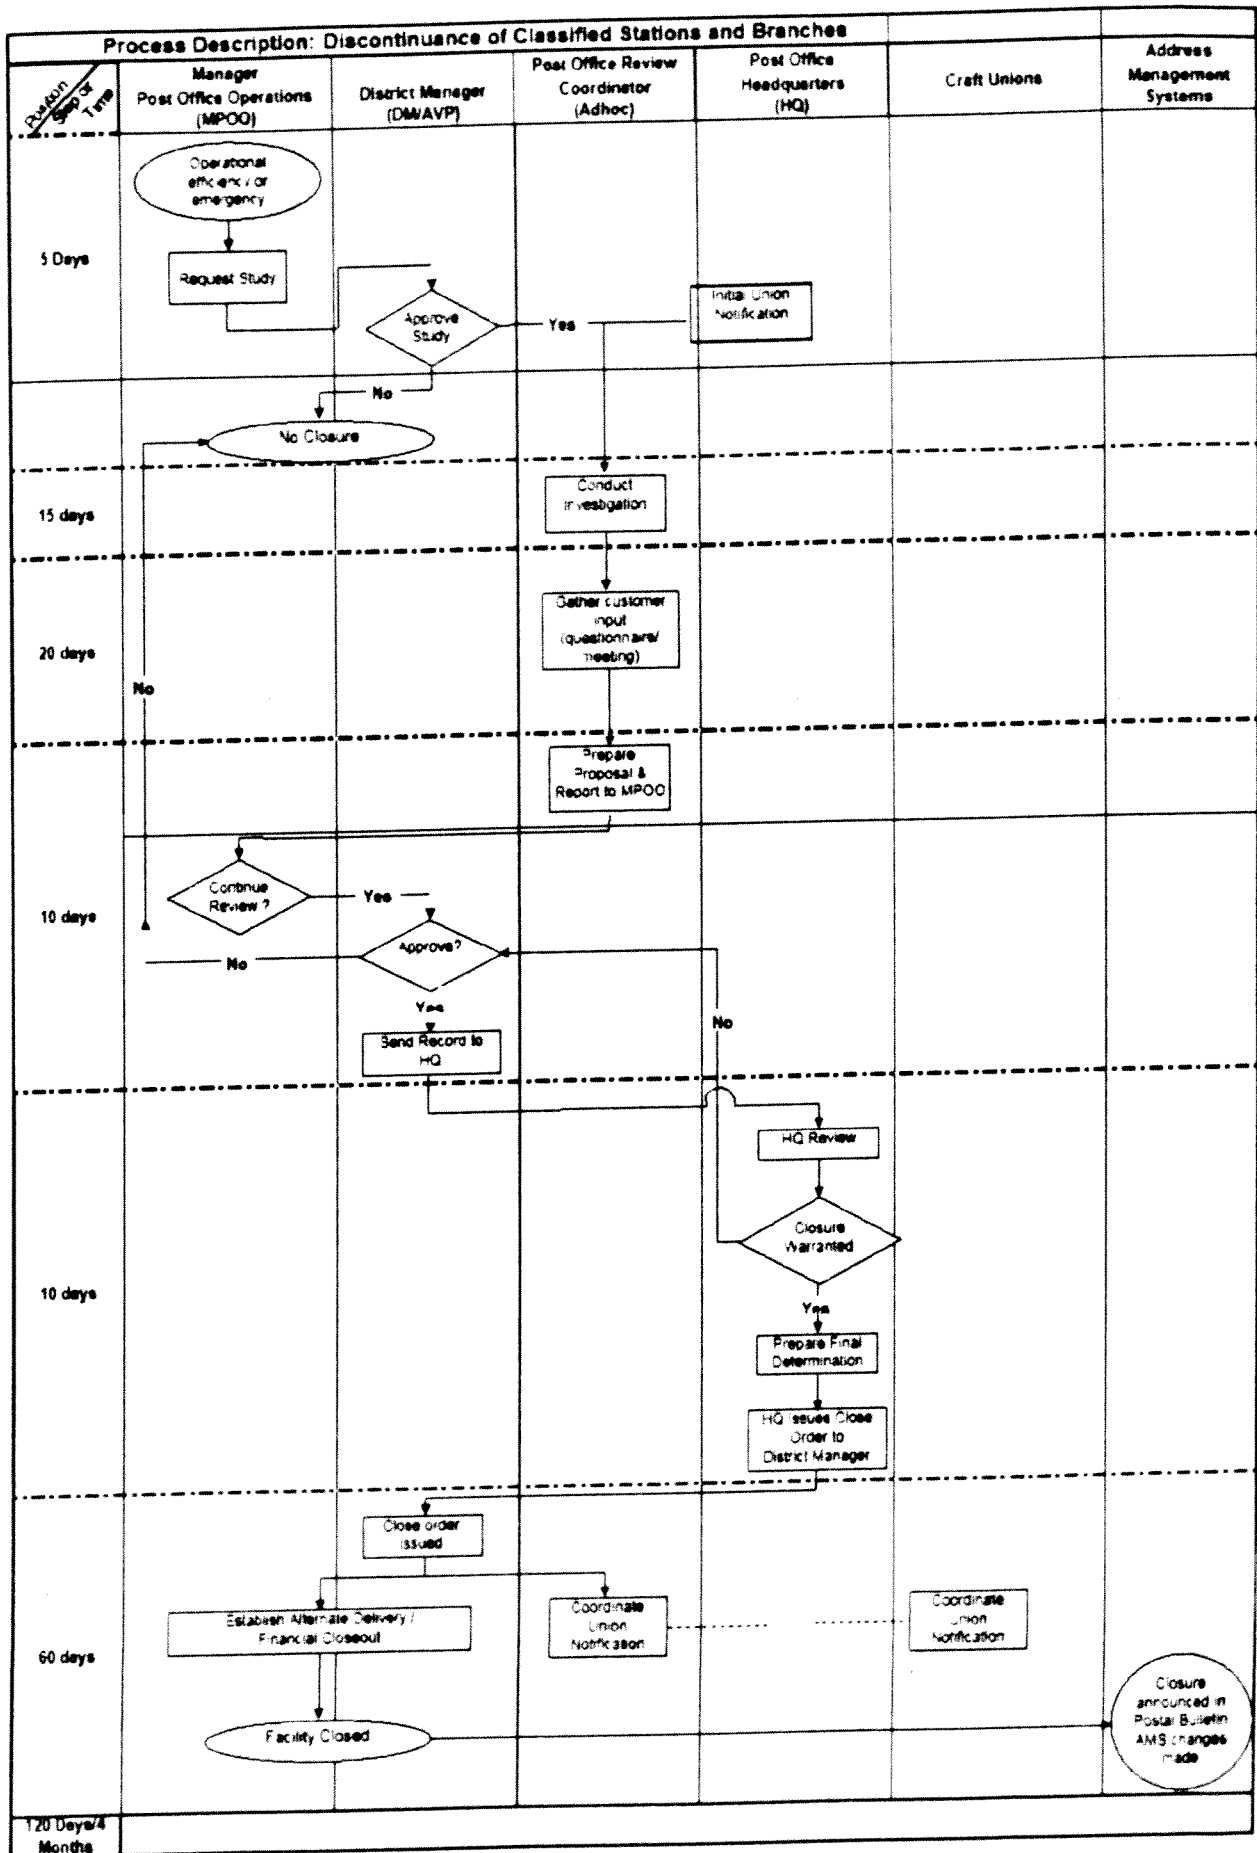 Process Description: Discontinuance of Classified Stations and Branches
Position
Step or
Time
Manager
Post Office Operations
(MPOO)
District Manager
(DM/AVP)
Post Office Review
Coordinator
(Adhoc)
Post Office
Headquarters
(HQ)
Craft Unions
Address
Management
Systems
5 Days
Operational
efficiency or
emergency
Request Study
Approve
Study
Yes
Initial Union
Notification
No
No Closure
15 days
Conduct
investigation
20 days
Gather customer
input
(questionnaire/
meeting)
No
Prepare
Proposal &
Report to MPOO
10 days
Continue
Review ?
Yes
Approve?
No
Yes
Send Record to
HQ
No
HQ Review
Closure
Warranted
10 days
Yes
Prepare Final
Determination
HQ Issues Close
Order to
District Manager
Close order
issued
60 days
Establish Alternate Delivery /
Financial Closeout
Coordinate
Union
Notification
Coordinate
Union
Notification
Facility Closed
Closure
announced in
Postal Bulletin
AMS changes
made
120 Days/4
Months